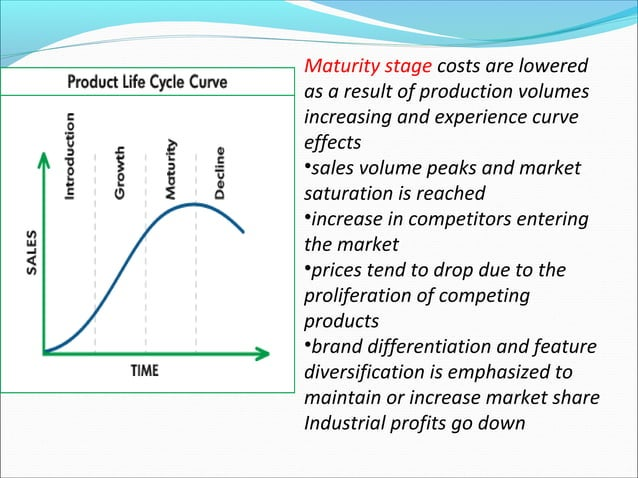 Product Life Cycle Curve
Introduction
Growth
Maturity
Decline
SALES
TIME
Maturity stage costs are lowered
as a result of production volumes
increasing and experience curve
effects
•sales volume peaks and market
saturation is reached
•increase in competitors entering
the market
•prices tend to drop due to the
proliferation of competing
products
•brand differentiation and feature
diversification is emphasized to
maintain or increase market share
Industrial profits go down